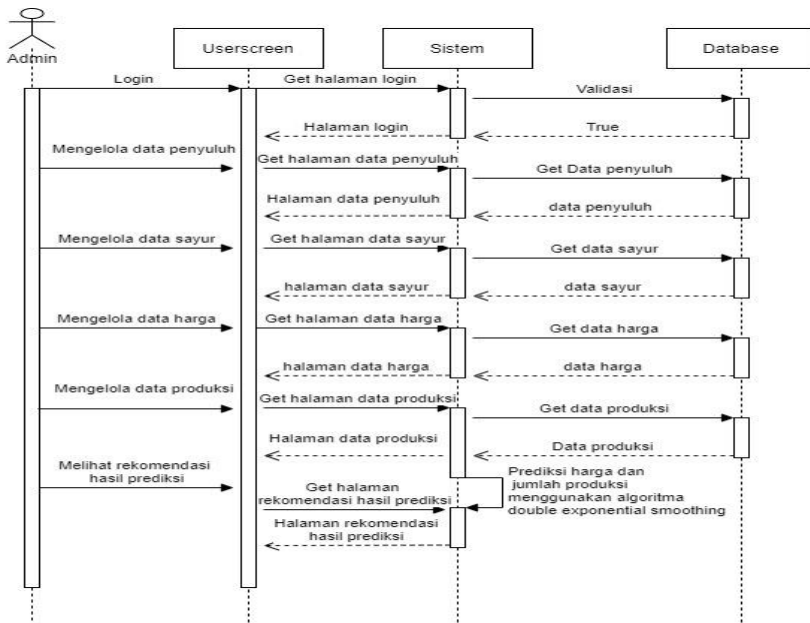 Admin
Userscreen
Sistem
Database
Login
Get halaman login
Validasi
Halaman login
True
Mengelola data penyuluh
Get halaman data penyuluh
Get Data penyuluh
Halaman data penyuluh
data penyuluh
Mengelola data sayur
Get halaman data sayur
Get data sayur
halaman data sayur
data sayur
Mengelola data harga
Get halaman data harga
Get data harga
halaman data harga
data harga
Mengelola data produksi
Get halaman data produksi
Get data produksi
Halaman data produksi
Data produksi
Melihat rekomendasi
hasil prediksi
Prediksi harga dan
jumlah produksi
menggunakan algoritma
double exponential smoothing
Get halaman
rekomendasi hasil prediksi
Halaman rekomendasi
hasil prediksi